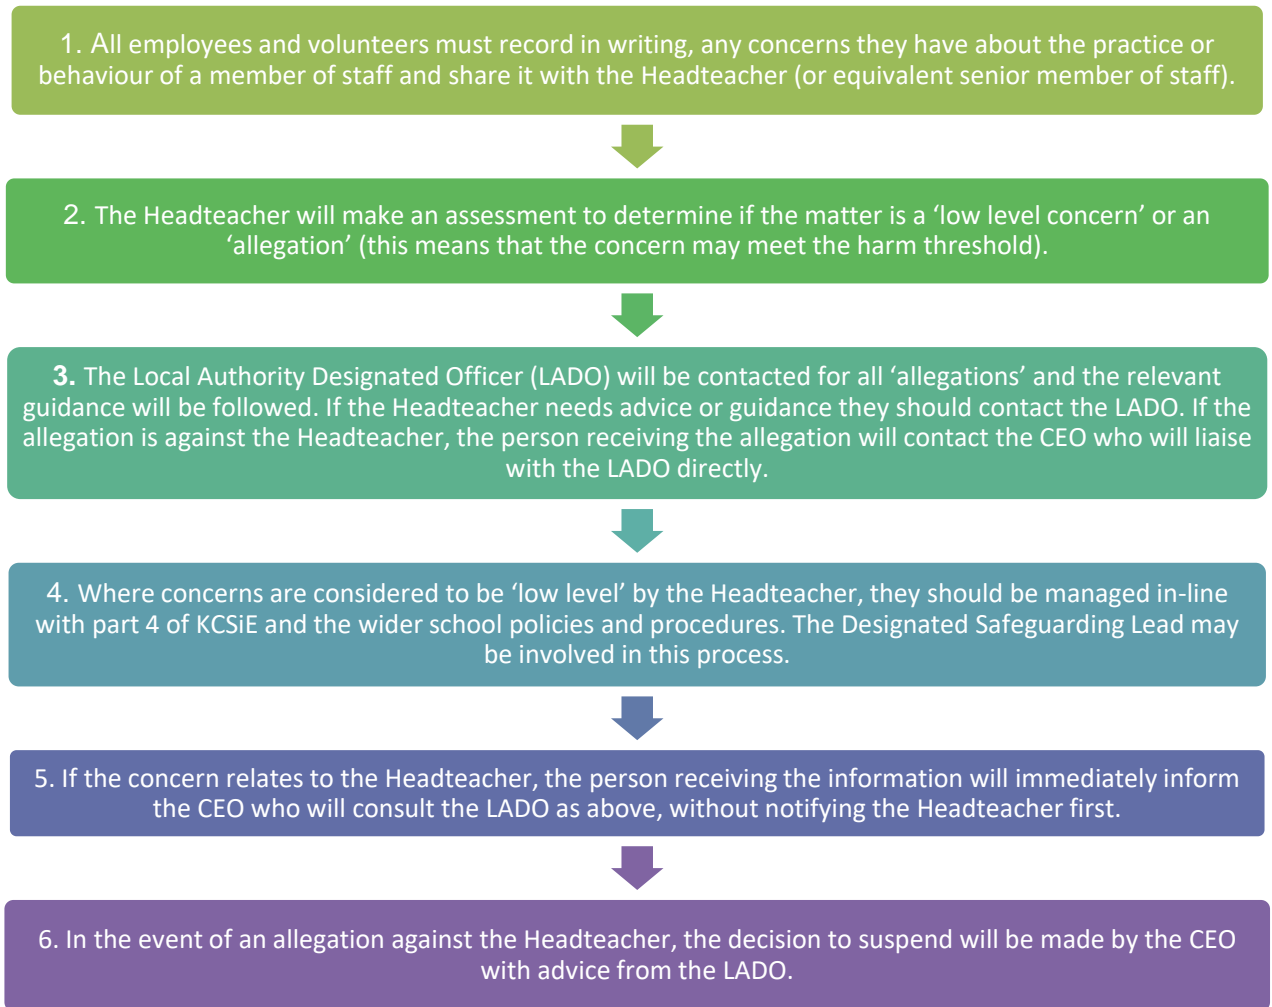 1. All employees and volunteers must record in writing, any concerns they have about the practice or
behaviour of a member of staff and share it with the Headteacher (or equivalent senior member of staff).
2. The Headteacher will make an assessment to determine if the matter is a ‘low level concern’ or an
‘allegation’ (this means that the concern may meet the harm threshold).
3. The Local Authority Designated Officer (LADO) will be contacted for all ‘allegations’ and the relevant
guidance will be followed. If the Headteacher needs advice or guidance they should contact the LADO. If the
allegation is against the Headteacher, the person receiving the allegation will contact the CEO who will liaise
with the LADO directly.
4. Where concerns are considered to be ‘low level’ by the Headteacher, they should be managed in-line
with part 4 of KCSiE and the wider school policies and procedures. The Designated Safeguarding Lead may
be involved in this process.
5. If the concern relates to the Headteacher, the person receiving the information will immediately inform
the CEO who will consult the LADO as above, without notifying the Headteacher first.
6. In the event of an allegation against the Headteacher, the decision to suspend will be made by the CEO
with advice from the LADO.